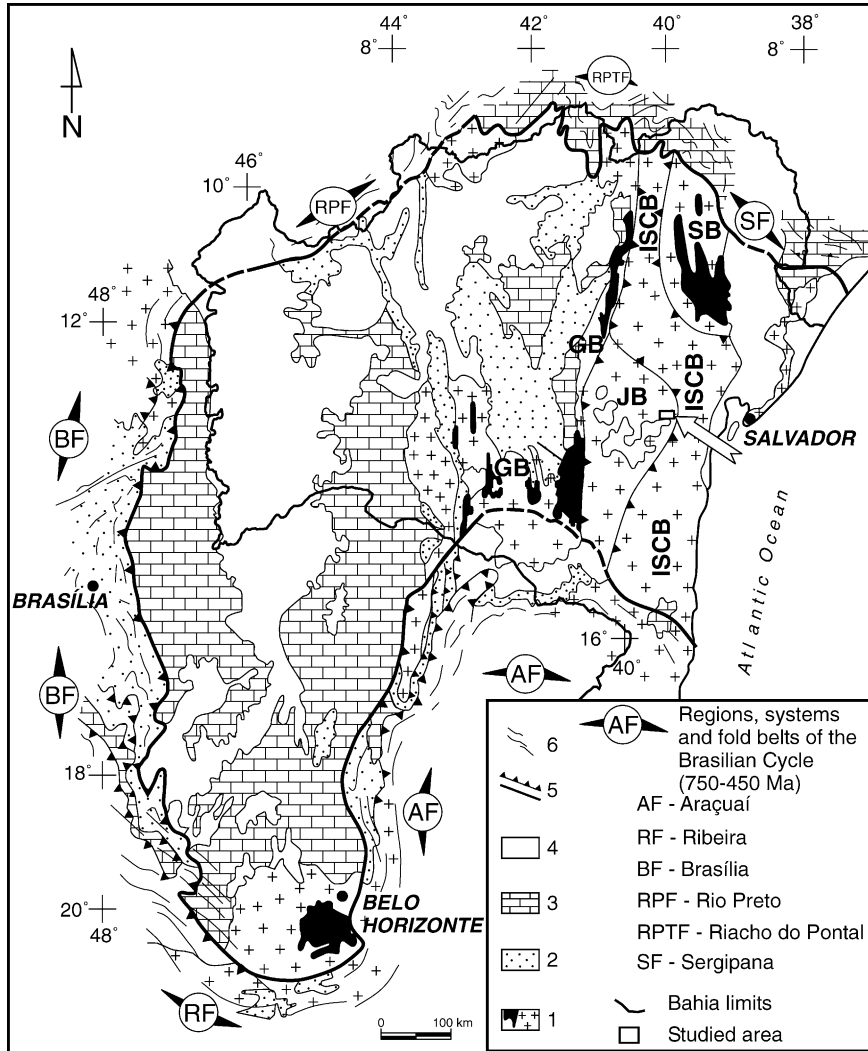 44°
42°
40°
38°
8°
8°
RPTF
N
46°
10°
RPF
ISCB
SB
SF
48°
12°
GB
ISCB
JB
BF
SALVADOR
GB
ISCB
BRASÍLIA
Atlantic Ocean
16°
40°
BF
AF
18°
AF
20°
48°
BELO
HORIZONTE
RF
0 100 km
6
5
4
3
2
1
AF
Regions, systems
and fold belts of the
Brasilian Cycle
(750-450 Ma)
AF - Araçuaí
RF - Ribeira
BF - Brasília
RPF - Rio Preto
RPTF - Riacho do Pontal
SF - Sergipana
Bahia limits
Studied area